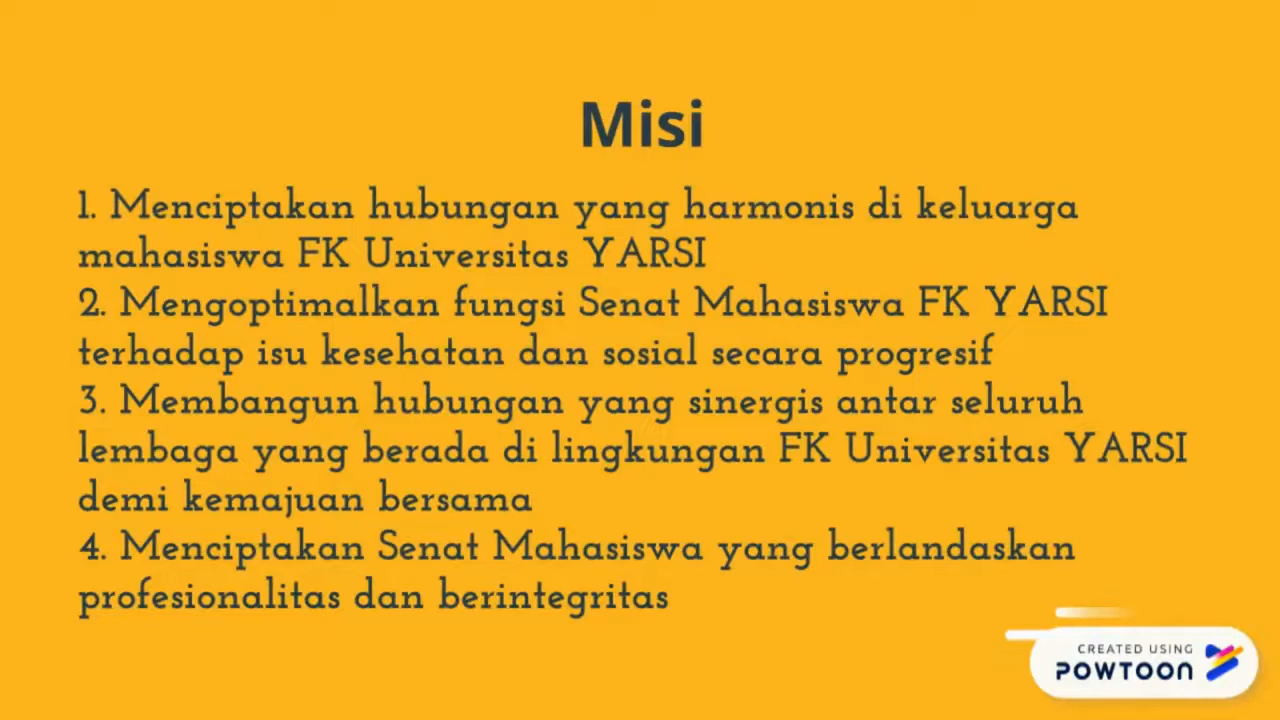 Misi
1. Menciptakan hubungan yang harmonis di keluarga
mahasiswa FK Universitas YARSI
2. Mengoptimalkan fungsi Senat Mahasiswa FK YARSI
terhadap isu kesehatan dan sosial secara progresif
3. Membangun hubungan yang sinergis antar seluruh
lembaga yang berada di lingkungan FK Universitas YARSI
demi kemajuan bersama
4. Menciptakan Senat Mahasiswa yang berlandaskan
profesionalitas dan berintegritas
CREATED USING
POWTOON